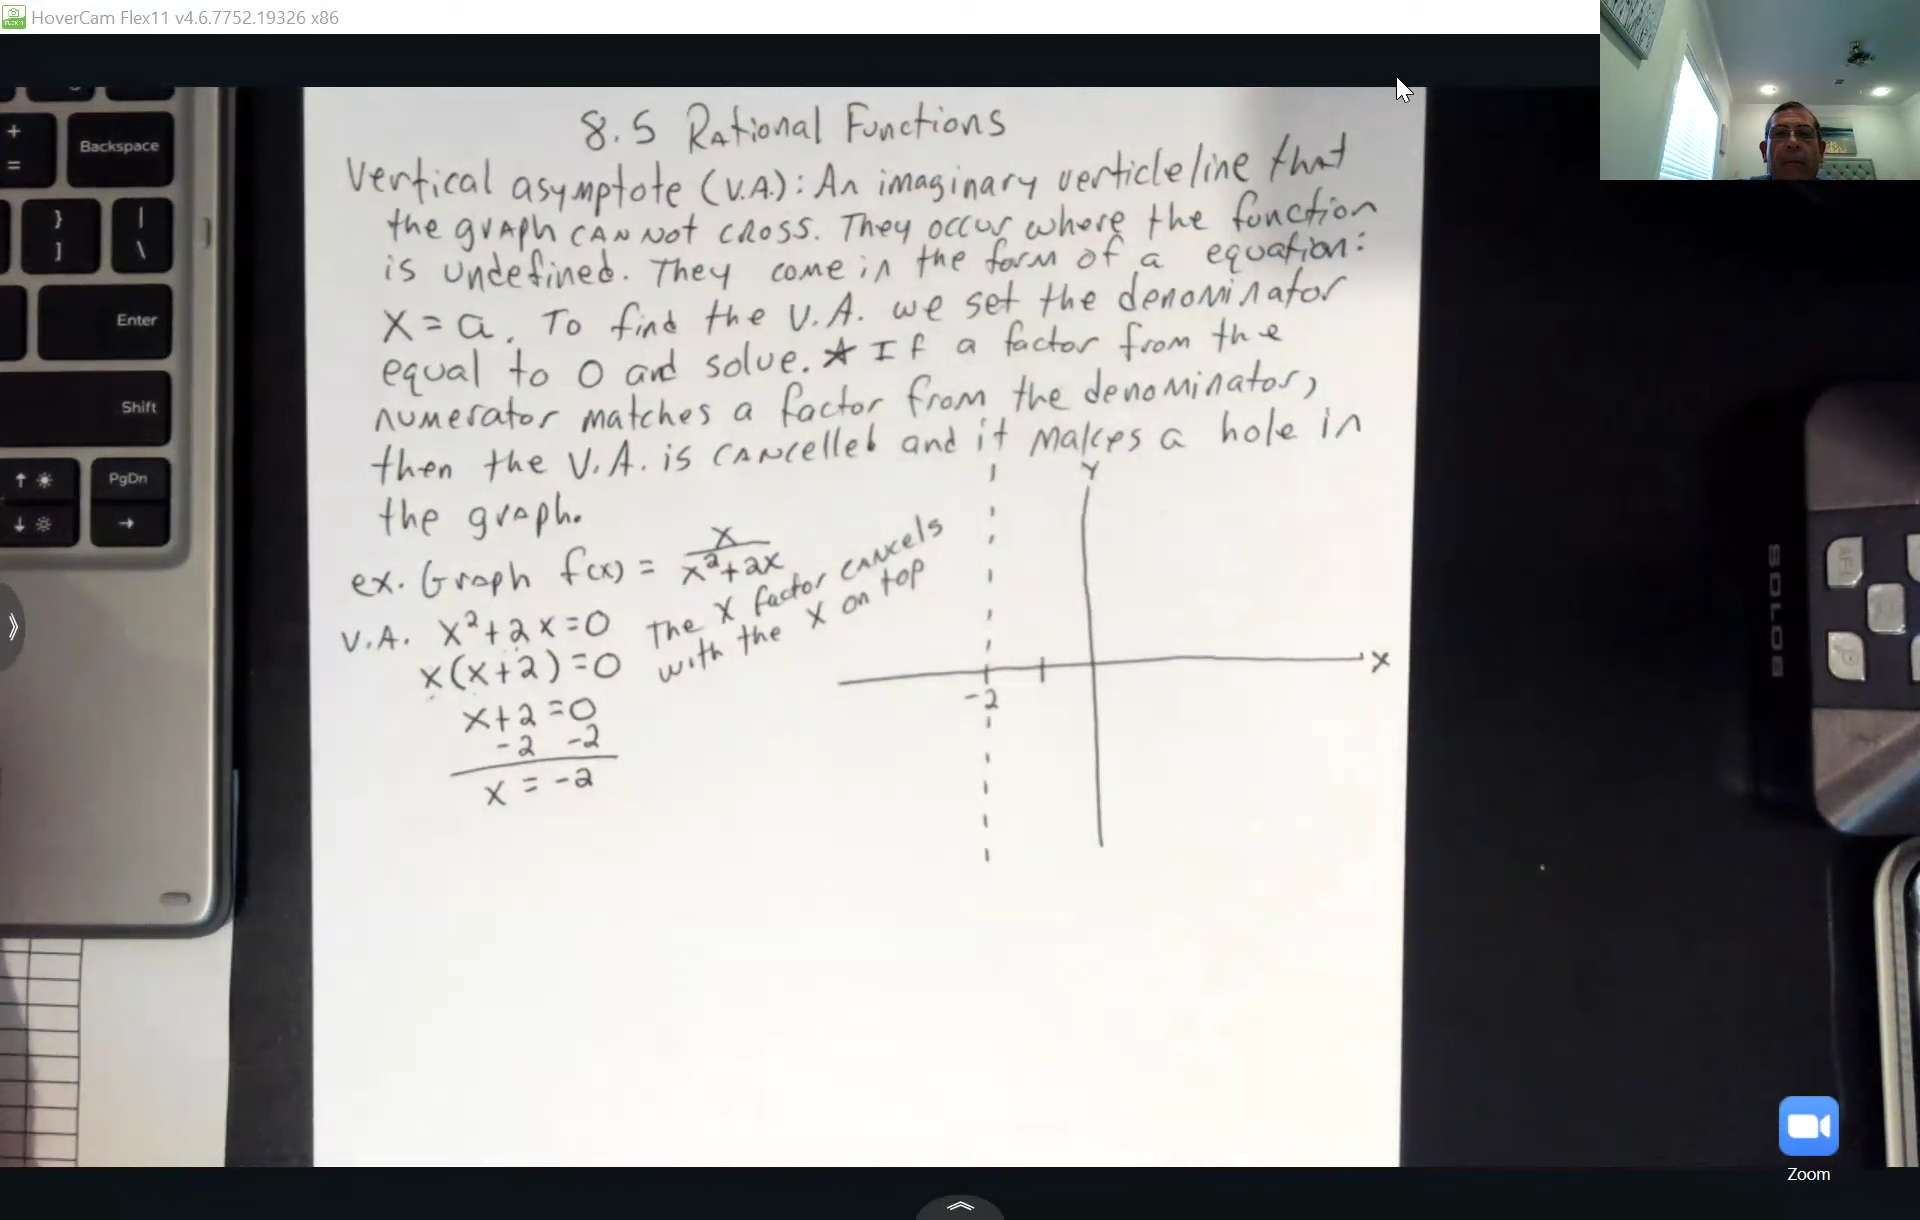 HoverCam Flex11 v4.6.7752.19326 x86
8.5 Rational Functions
Vertical asymptote (V.A.): An imaginary verticle line that
the graph cannot cross. They occur where the function
is undefined. They come in the form of a equation:
x = a. To find the V.A. we set the denominator
equal to 0 and solve. ★ If a factor from the
numerator matches a factor from the denominator,
then the V.A. is cancelled and it makes a hole in
the graph.
ex. Graph f(x) = x/x²+2x
V.A. x²+2x=0
x(x+2)=0
The x factor cancels
with the x on top
x+2=0
-2 -2
x = -2
Y
X
-2
+
=
Backspace
}
]
|
\
Enter
Shift
↑
PgDn
↓
→
SOLO8
Zoom